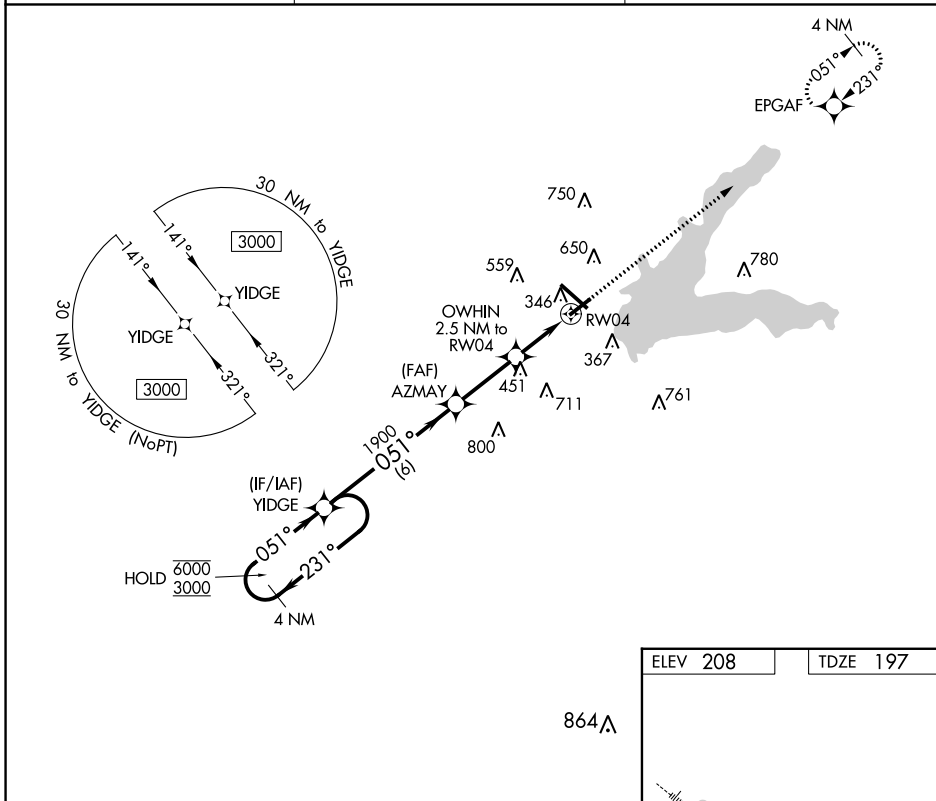 4 NM
051°
231°
EPGAF
30 NM to YIDGE
141°
3000
YIDGE
321°
141°
YIDGE
321°
3000
30 NM to YIDGE (NoPT)
750
650
780
559
346
OWHIN
2.5 NM to
RW04
RW04
367
(FAF)
AZMAY
451
711
761
800
1900
051°
(6)
(IF/IAF)
YIDGE
051°
231°
HOLD 6000
3000
4 NM
ELEV 208
TDZE 197
864